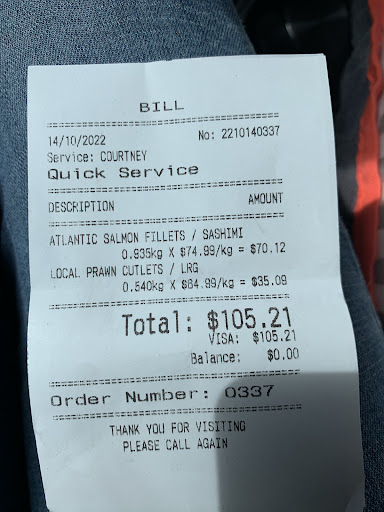 BILL
14/10/2022 No: 2210140337
Service: COURTNEY
Quick Service
DESCRIPTION AMOUNT
ATLANTIC SALMON FILLETS / SASHIMI
0.935kg X $74.99/kg = $70.12
LOCAL PRAWN CUTLETS / LRG
0.540kg X $64.99/kg = $35.09
Total: $105.21
VISA: $105.21
Balance: $0.00
Order Number: 0337
THANK YOU FOR VISITING
PLEASE CALL AGAIN